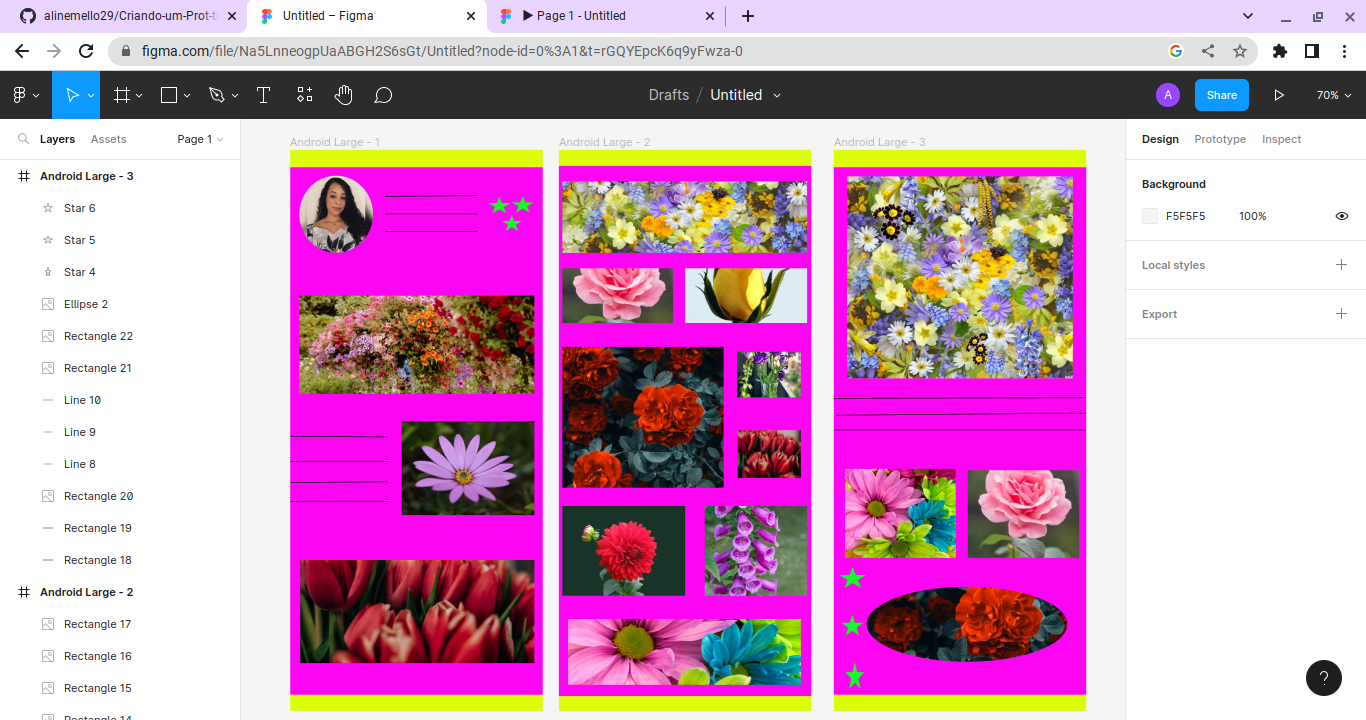 alinemello29/Criando-um-Prot-ti
Untitled – Figma
▶ Page 1 - Untitled
figma.com/file/Na5LnneogpUaABGH2S6sGt/Untitled?node-id=0%3A1&t=rGQYEpcK6q9yFwza-0
Drafts / Untitled
A
Share
70%
Layers
Assets
Page 1
Android Large - 3
Star 6
Star 5
Star 4
Ellipse 2
Rectangle 22
Rectangle 21
Line 10
Line 9
Line 8
Rectangle 20
Rectangle 19
Rectangle 18
Android Large - 2
Rectangle 17
Rectangle 16
Rectangle 15
Rectangle 14
Android Large - 1
Android Large - 2
Android Large - 3
Design
Prototype
Inspect
Background
F5F5F5
100%
Local styles
Export
?